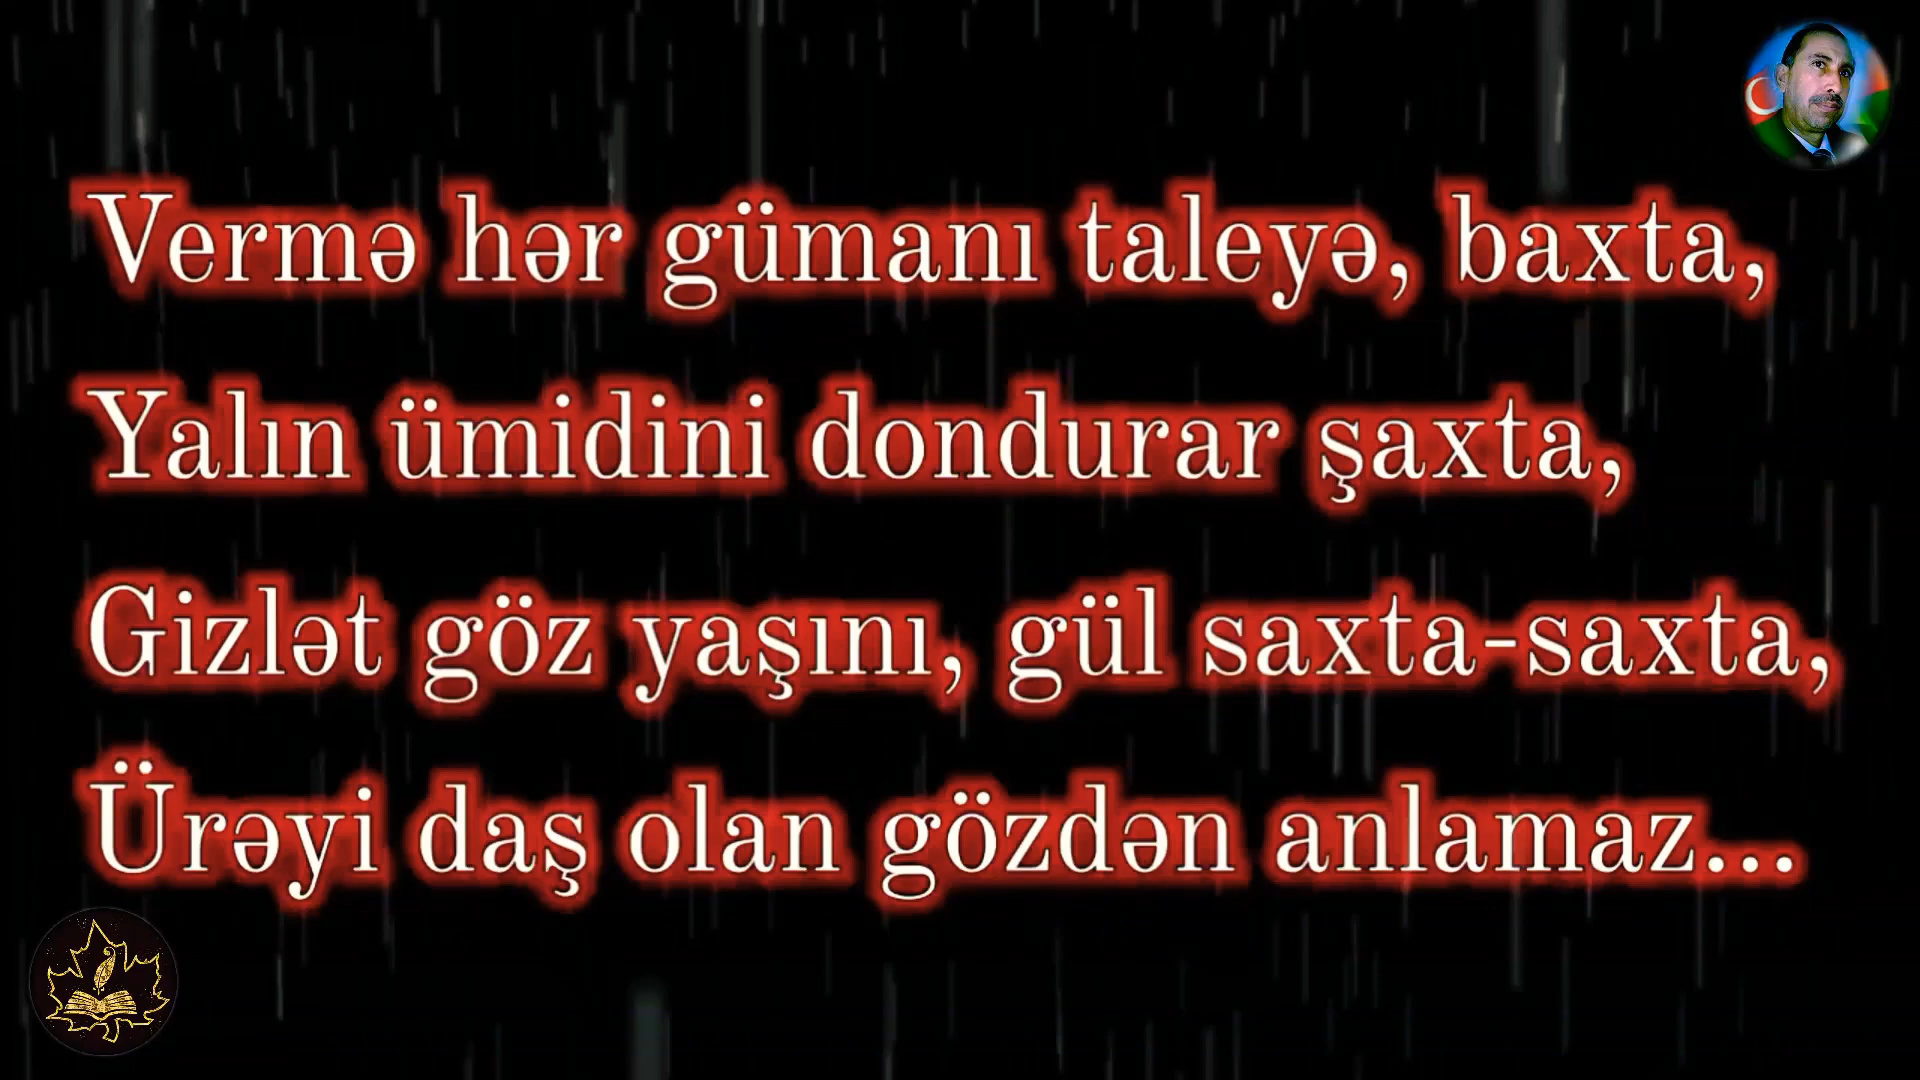 Vermə hər gümanı taleyə, baxta,
Yalın ümidini dondurar şaxta,
Gizlət göz yaşını, gül saxta-saxta,
Ürəyi daş olan gözdən anlamaz...